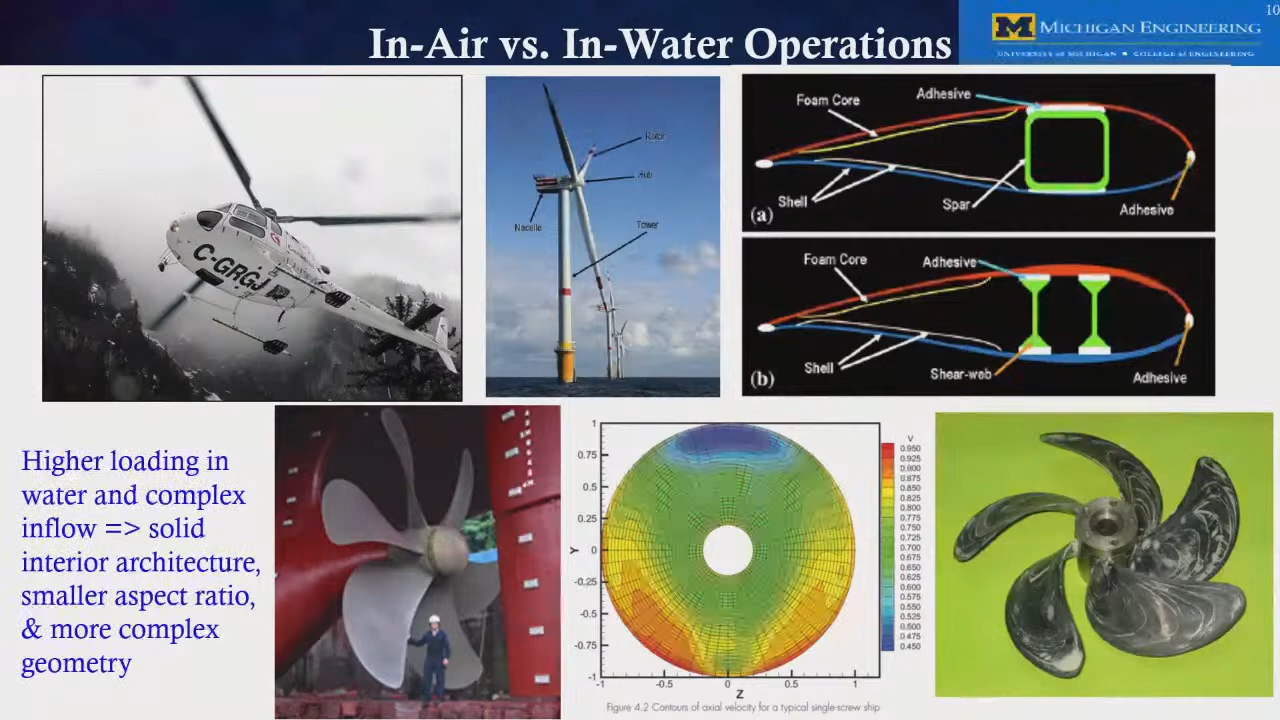 In-Air vs. In-Water Operations
MICHIGAN ENGINEERING
UNIVERSITY OF MICHIGAN ■ COLLEGE of ENGINEERING
10
C-GRGJ
Rotor
Hub
Nacelle
Tower
Foam Core
Adhesive
Shell
Spar
Adhesive
(a)
Foam Core
Adhesive
Shell
Shear-web
Adhesive
(b)
Higher loading in
water and complex
inflow => solid
interior architecture,
smaller aspect ratio,
& more complex
geometry
1
0.75
0.5
0.25
0
-0.25
-0.5
-0.75
-1
-0.5
0
0.5
1
Y
Z
V
0.950
0.925
0.900
0.875
0.850
0.825
0.800
0.775
0.750
0.725
0.700
0.675
0.650
0.625
0.600
0.575
0.550
0.525
0.500
0.475
0.450
Figure 4.2 Contours of axial velocity for a typical single-screw ship